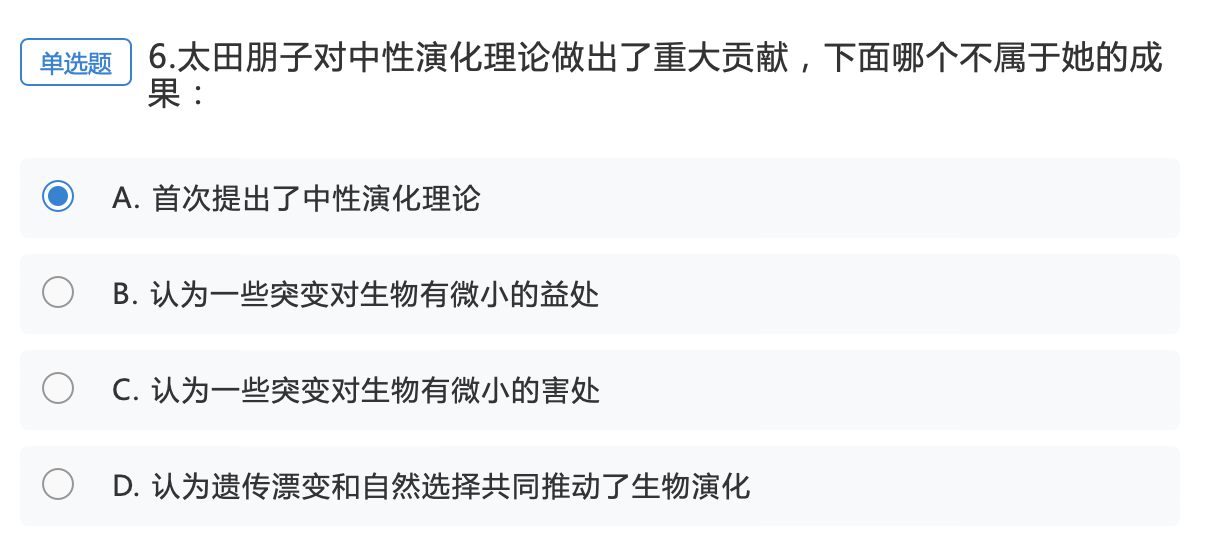 单选题
6.太田朋子对中性演化理论做出了重大贡献，下面哪个不属于她的成
果：
A. 首次提出了中性演化理论
B. 认为一些突变对生物有微小的益处
C. 认为一些突变对生物有微小的害处
D. 认为遗传漂变和自然选择共同推动了生物演化